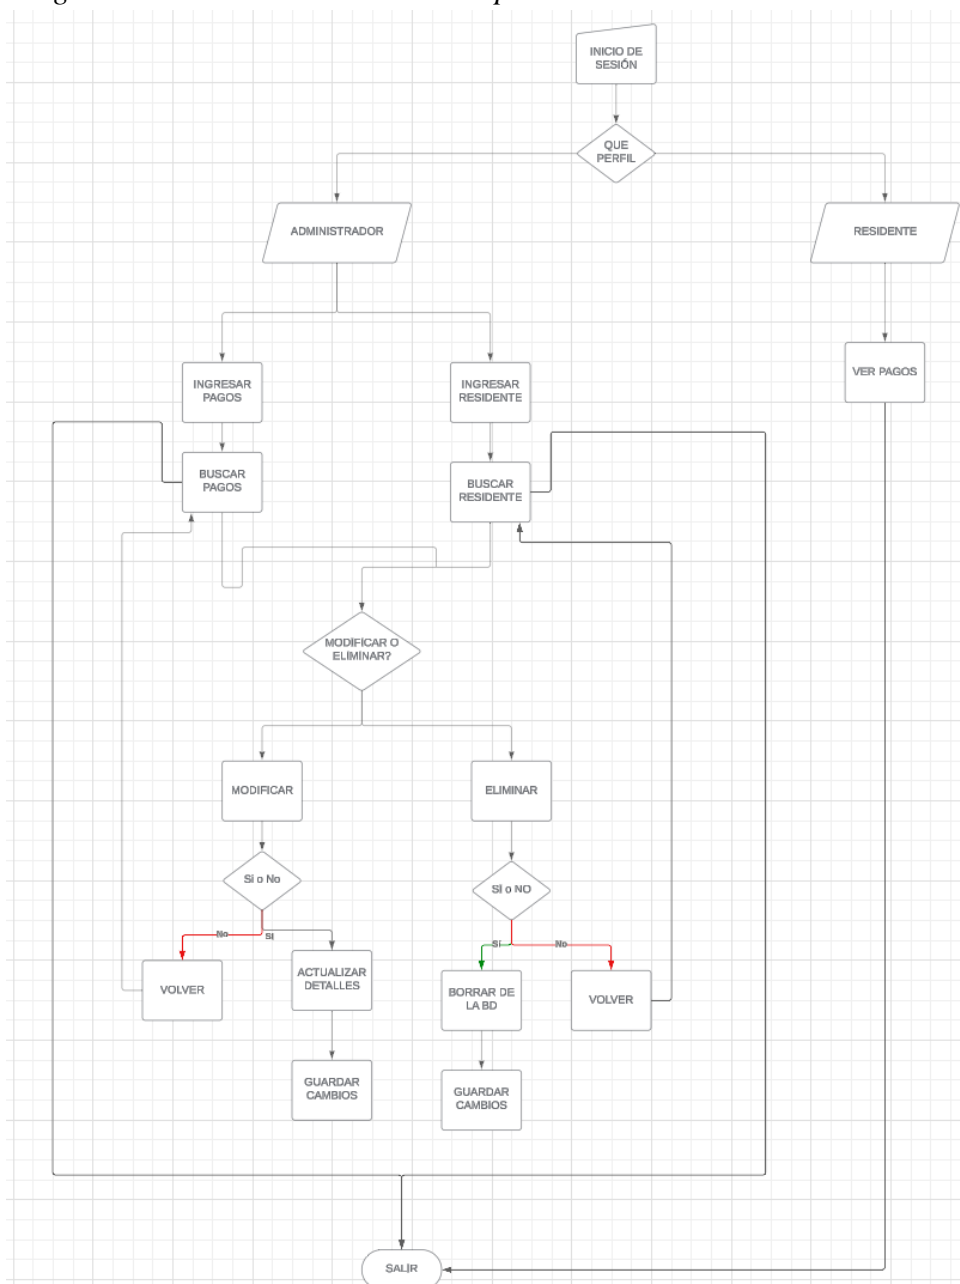 INICIO DE
SESIÓN
QUE
PERFIL
ADMINISTRADOR
RESIDENTE
INGRESAR
PAGOS
INGRESAR
RESIDENTE
VER PAGOS
BUSCAR
PAGOS
BUSCAR
RESIDENTE
MODIFICAR O
ELIMINAR?
MODIFICAR
ELIMINAR
Si o No
SI o NO
No
SI
Si
No
VOLVER
ACTUALIZAR
DETALLES
BORRAR DE
LA BD
VOLVER
GUARDAR
CAMBIOS
GUARDAR
CAMBIOS
SALIR